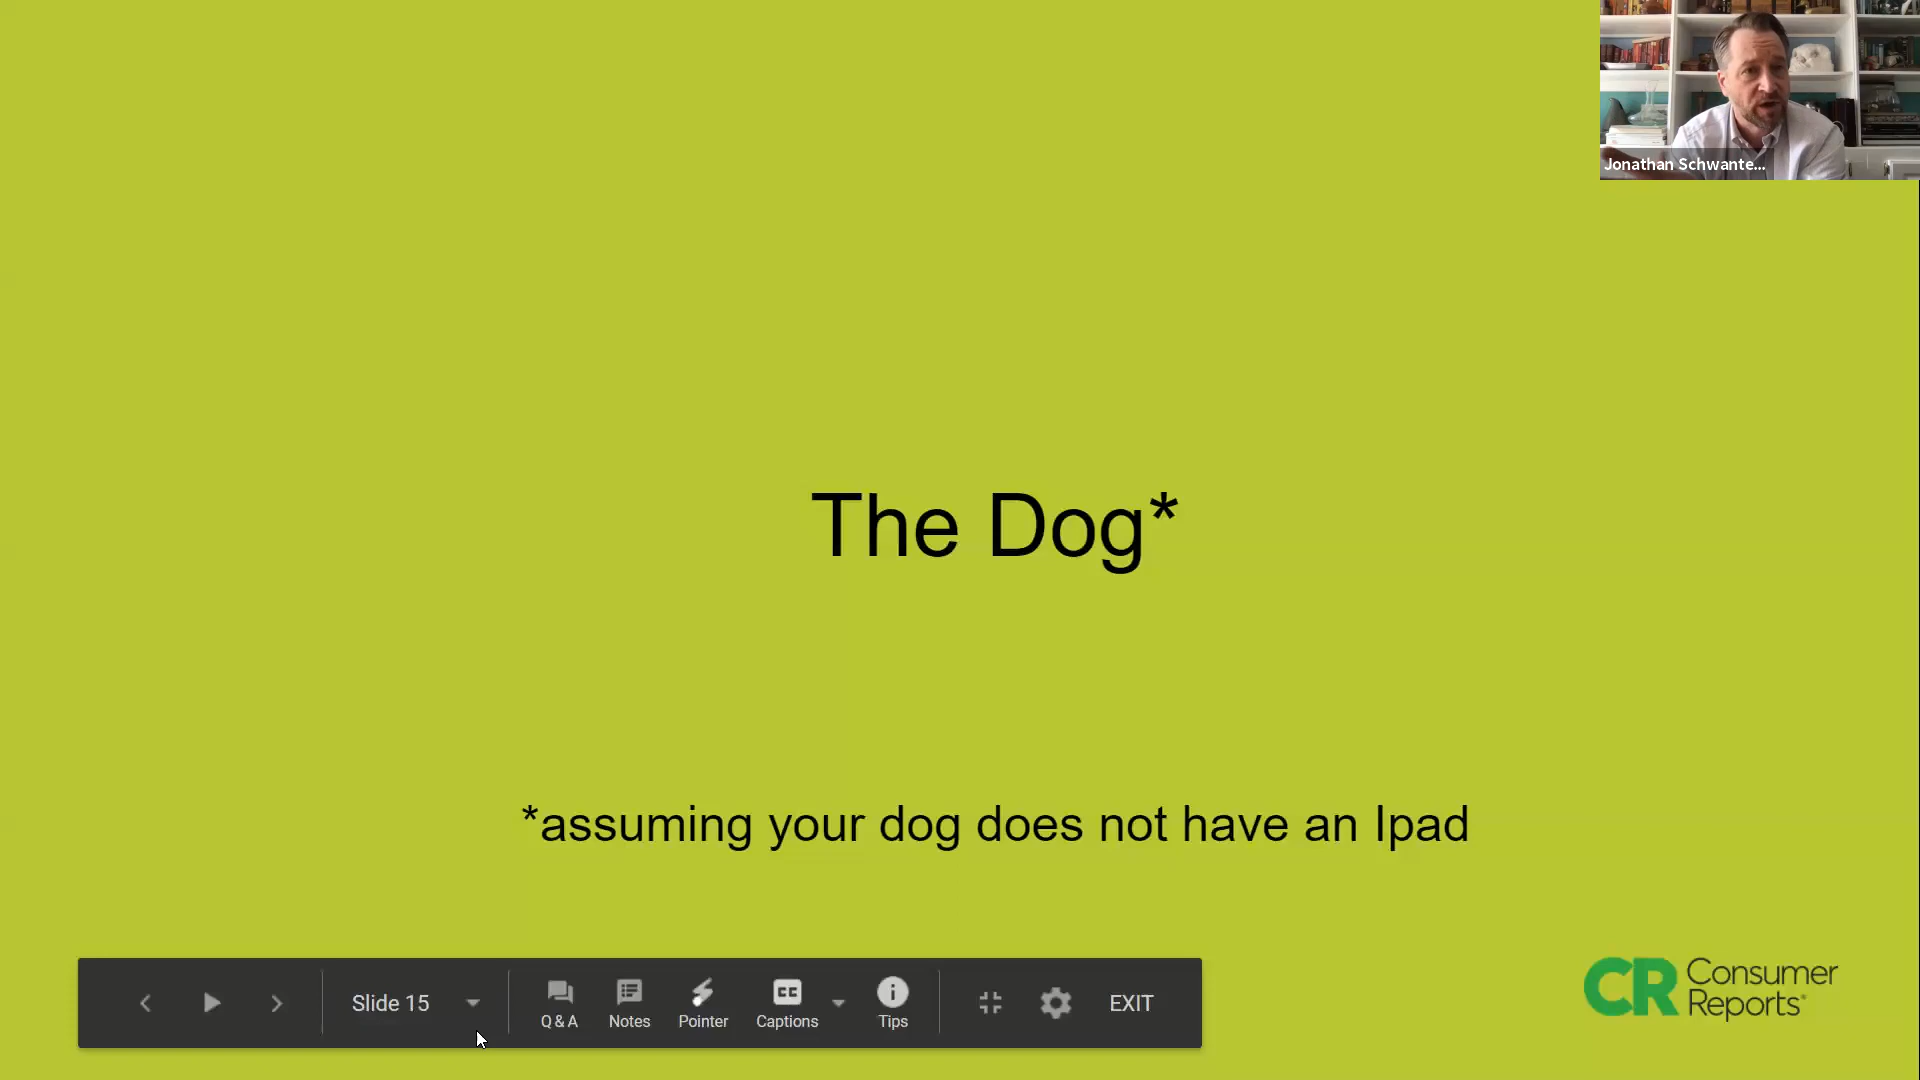 Jonathan Schwante...
The Dog*
*assuming your dog does not have an Ipad
Slide 15
Q & A
Notes
Pointer
CC
Captions
Tips
EXIT
CR Consumer
Reports®